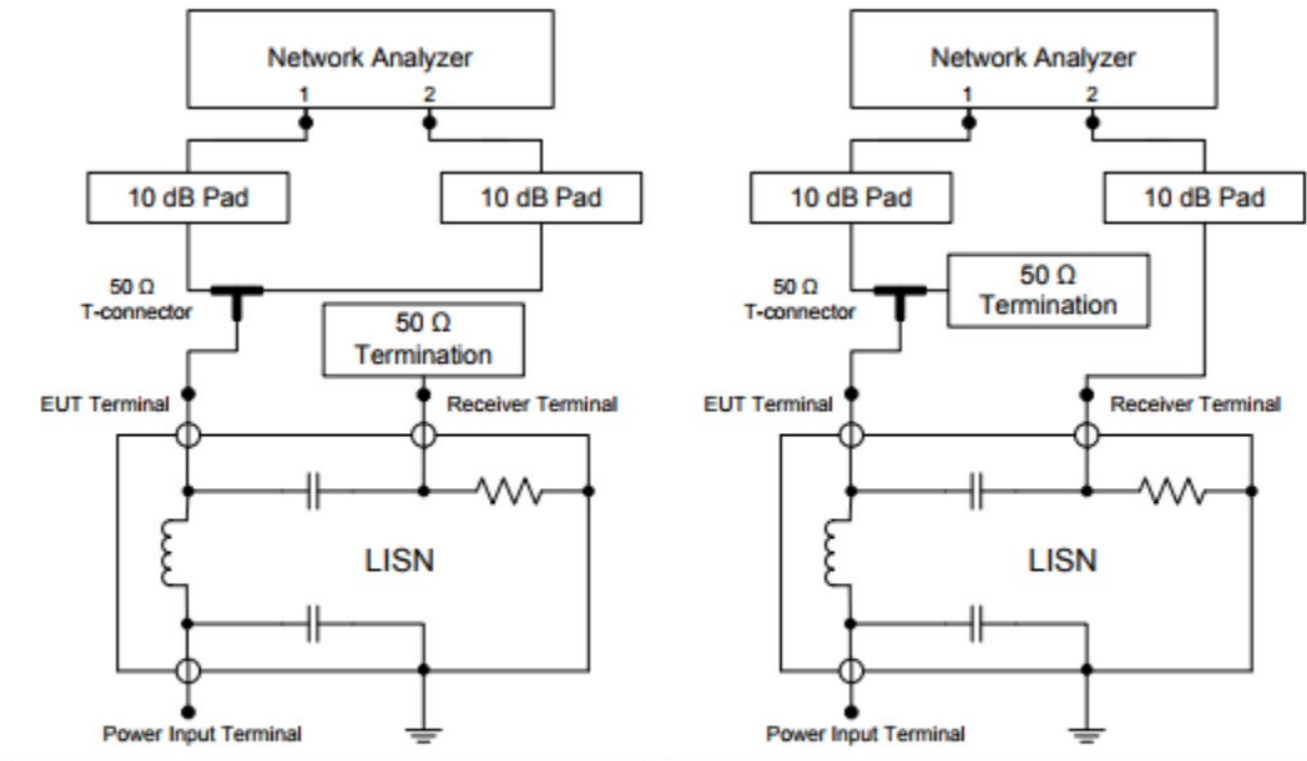 Network Analyzer
1 2
10 dB Pad
10 dB Pad
50 Ω
T-connector
50 Ω
Termination
EUT Terminal
Receiver Terminal
LISN
Power Input Terminal
Network Analyzer
1 2
10 dB Pad
10 dB Pad
50 Ω
T-connector
50 Ω
Termination
EUT Terminal
Receiver Terminal
LISN
Power Input Terminal